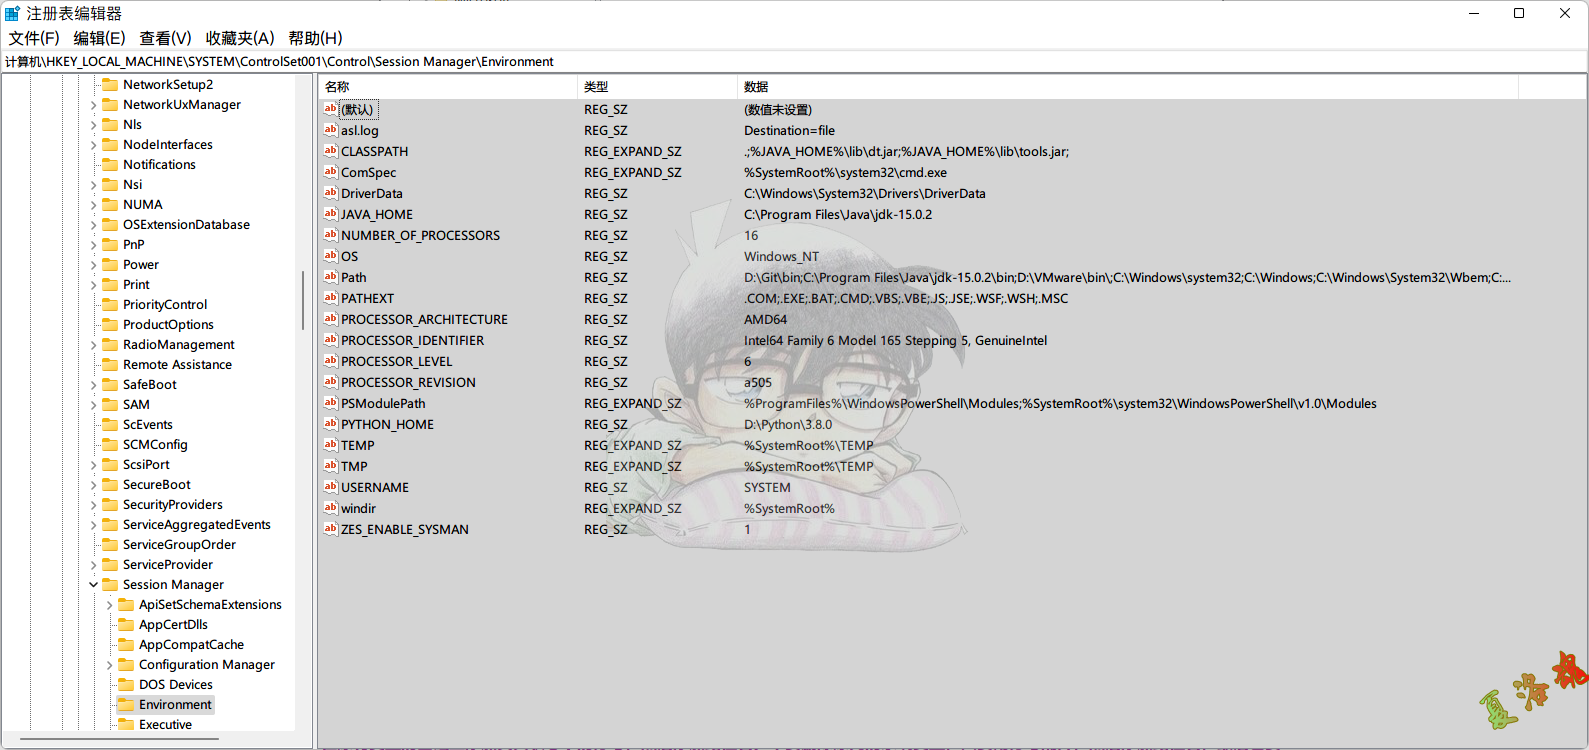 注册表编辑器
文件(F) 编辑(E) 查看(V) 收藏夹(A) 帮助(H)
计算机\HKEY_LOCAL_MACHINE\SYSTEM\ControlSet001\Control\Session Manager\Environment
NetworkSetup2
NetworkUxManager
Nls
NodeInterfaces
Notifications
Nsi
NUMA
OSExtensionDatabase
PnP
Power
Print
PriorityControl
ProductOptions
RadioManagement
Remote Assistance
SafeBoot
SAM
ScEvents
SCMConfig
ScsiPort
SecureBoot
SecurityProviders
ServiceAggregatedEvents
ServiceGroupOrder
ServiceProvider
Session Manager
ApiSetSchemaExtensions
AppCertDlls
AppCompatCache
Configuration Manager
DOS Devices
Environment
Executive
名称 类型 数据
(默认) REG_SZ (数值未设置)
asl.log REG_SZ Destination=file
CLASSPATH REG_EXPAND_SZ .;%JAVA_HOME%\lib\dt.jar;%JAVA_HOME%\lib\tools.jar;
ComSpec REG_EXPAND_SZ %SystemRoot%\system32\cmd.exe
DriverData REG_SZ C:\Windows\System32\Drivers\DriverData
JAVA_HOME REG_SZ C:\Program Files\Java\jdk-15.0.2
NUMBER_OF_PROCESSORS REG_SZ 16
OS REG_SZ Windows_NT
Path REG_SZ D:\Git\bin;C:\Program Files\Java\jdk-15.0.2\bin;D:\VMware\bin\;C:\Windows\system32;C:\Windows;C:\Windows\System32\Wbem;C:...
PATHEXT REG_SZ .COM;.EXE;.BAT;.CMD;.VBS;.VBE;.JS;.JSE;.WSF;.WSH;.MSC
PROCESSOR_ARCHITECTURE REG_SZ AMD64
PROCESSOR_IDENTIFIER REG_SZ Intel64 Family 6 Model 165 Stepping 5, GenuineIntel
PROCESSOR_LEVEL REG_SZ 6
PROCESSOR_REVISION REG_SZ a505
PSModulePath REG_EXPAND_SZ %ProgramFiles%\WindowsPowerShell\Modules;%SystemRoot%\system32\WindowsPowerShell\v1.0\Modules
PYTHON_HOME REG_SZ D:\Python\3.8.0
TEMP REG_EXPAND_SZ %SystemRoot%\TEMP
TMP REG_EXPAND_SZ %SystemRoot%\TEMP
USERNAME REG_SZ SYSTEM
windir REG_EXPAND_SZ %SystemRoot%
ZES_ENABLE_SYSMAN REG_SZ 1